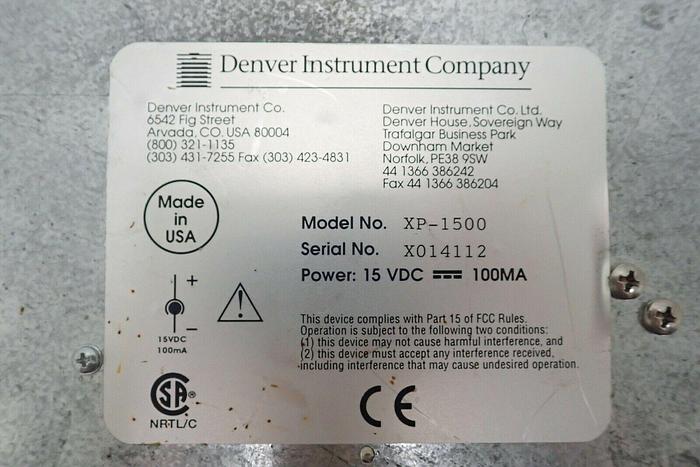 Denver Instrument Company
Denver Instrument Co.
6542 Fig Street
Arvada, CO. USA 80004
(800) 321-1135
(303) 431-7255 Fax (303) 423-4831
Denver Instrument Co. Ltd.
Denver House, Sovereign Way
Trafalgar Business Park
Downham Market
Norfolk, PE38 9SW
44 1366 386242
Fax 44 1366 386204
Made
in
USA
Model No. XP-1500
Serial No. X014112
Power: 15 VDC 100MA
+
−
15VDC
100mA
!
This device complies with Part 15 of FCC Rules.
Operation is subject to the following two conditions:
(1) this device may not cause harmful interference, and
(2) this device must accept any interference received,
including interference that may cause undesired operation.
SA®
NRTL/C
CE